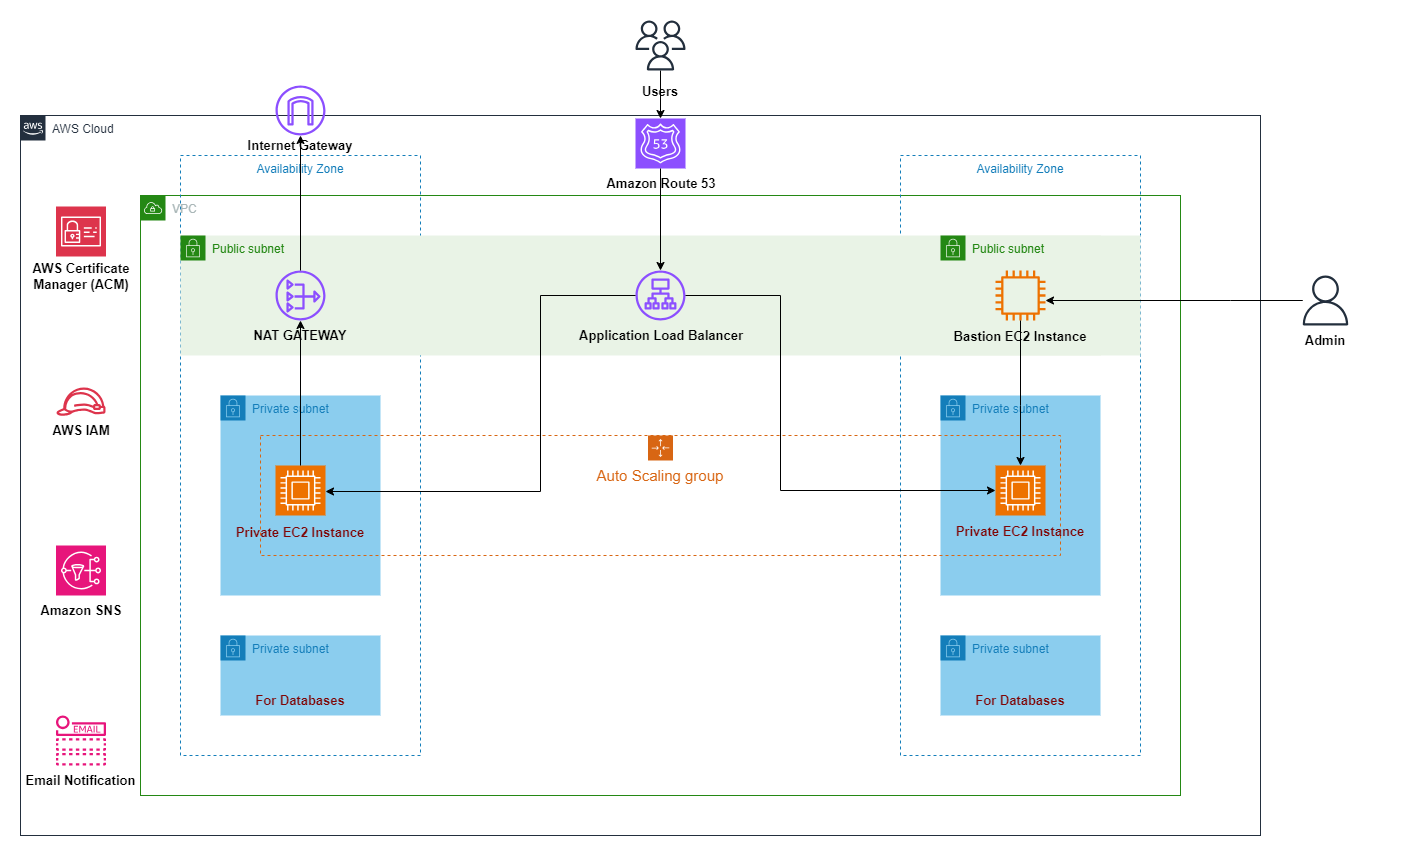 Users
aws
AWS Cloud
Internet Gateway
53
Availability Zone
Availability Zone
Amazon Route 53
VPC
AWS Certificate
Manager (ACM)
Public subnet
Public subnet
NAT GATEWAY
Application Load Balancer
Bastion EC2 Instance
Admin
AWS IAM
Private subnet
Private subnet
Auto Scaling group
Private EC2 Instance
Private EC2 Instance
Amazon SNS
Private subnet
Private subnet
For Databases
For Databases
EMAIL
Email Notification